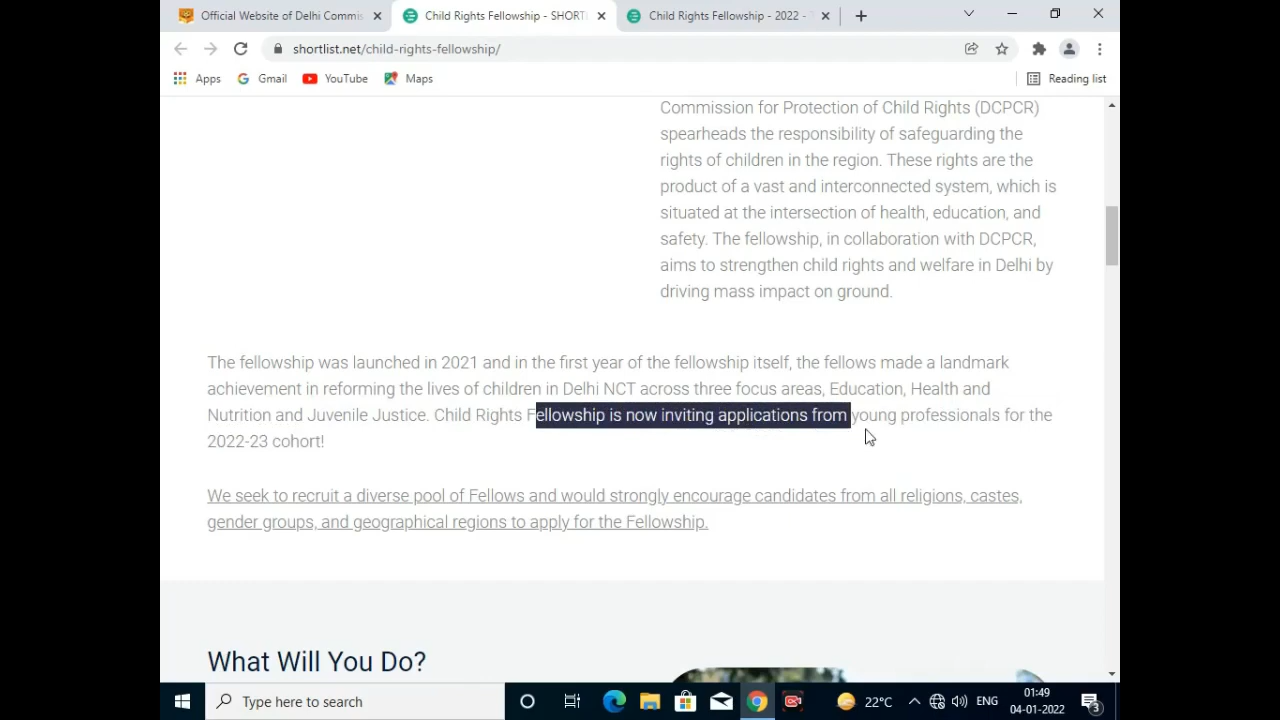 Official Website of Delhi Commis
Child Rights Fellowship - SHORT
Child Rights Fellowship - 2022 -
shortlist.net/child-rights-fellowship/
Apps
Gmail
YouTube
Maps
Reading list
Commission for Protection of Child Rights (DCPCR)
spearheads the responsibility of safeguarding the
rights of children in the region. These rights are the
product of a vast and interconnected system, which is
situated at the intersection of health, education, and
safety. The fellowship, in collaboration with DCPCR,
aims to strengthen child rights and welfare in Delhi by
driving mass impact on ground.
The fellowship was launched in 2021 and in the first year of the fellowship itself, the fellows made a landmark
achievement in reforming the lives of children in Delhi NCT across three focus areas, Education, Health and
Nutrition and Juvenile Justice. Child Rights Fellowship is now inviting applications from young professionals for the
2022-23 cohort!
We seek to recruit a diverse pool of Fellows and would strongly encourage candidates from all religions, castes,
gender groups, and geographical regions to apply for the Fellowship.
What Will You Do?
Type here to search
22°C
ENG
01:49
04-01-2022
3